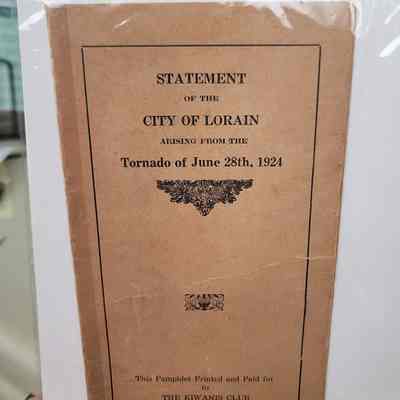 STATEMENT
OF THE
CITY OF LORAIN
ARISING FROM THE
Tornado of June 28th, 1924
This Pamphlet Printed and Paid for
by
THE KIWANIS CLUB